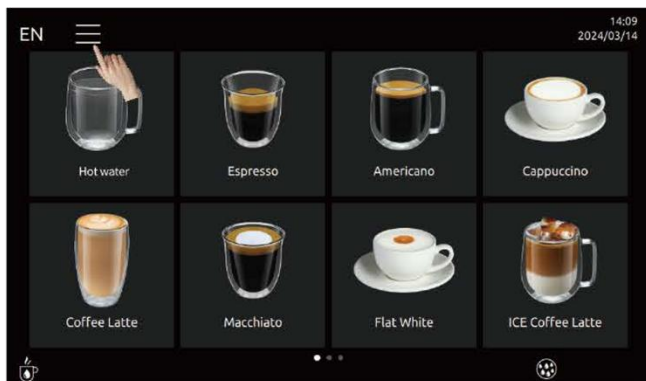 EN
14:09
2024/03/14
Hot water
Espresso
Americano
Cappuccino
Coffee Latte
Macchiato
Flat White
ICE Coffee Latte